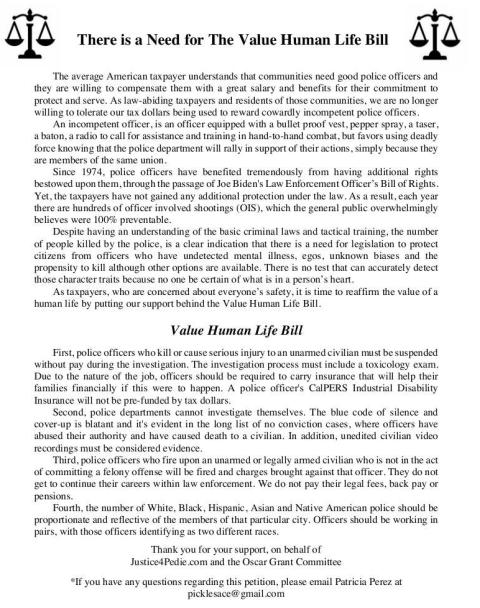 There is a Need for The Value Human Life Bill
The average American taxpayer understands that communities need good police officers and
they are willing to compensate them with a great salary and benefits for their commitment to
protect and serve. As law-abiding taxpayers and residents of those communities, we are no longer
willing to tolerate our tax dollars being used to reward cowardly incompetent police officers.
An incompetent officer, is an officer equipped with a bullet proof vest, pepper spray, a taser,
a baton, a radio to call for assistance and training in hand-to-hand combat, but favors using deadly
force knowing that the police department will rally in support of their actions, simply because they
are members of the same union.
Since 1974, police officers have benefited tremendously from having additional rights
bestowed upon them, through the passage of Joe Biden's Law Enforcement Officer's Bill of Rights.
Yet, the taxpayers have not gained any additional protection under the law. As a result, each year
there are hundreds of officer involved shootings (OIS), which the general public overwhelmingly
believes were 100% preventable.
Despite having an understanding of the basic criminal laws and tactical training, the number
of people killed by the police, is a clear indication that there is a need for legislation to protect
citizens from officers who have undetected mental illness, egos, unknown biases and the
propensity to kill although other options are available. There is no test that can accurately detect
those character traits because no one be certain of what is in a person's heart.
As taxpayers, who are concerned about everyone's safety, it is time to reaffirm the value of a
human life by putting our support behind the Value Human Life Bill.
Value Human Life Bill
First, police officers who kill or cause serious injury to an unarmed civilian must be suspended
without pay during the investigation. The investigation process must include a toxicology exam.
Due to the nature of the job, officers should be required to carry insurance that will help their
families financially if this were to happen. A police officer's CalPERS Industrial Disability
Insurance will not be pre-funded by tax dollars.
Second, police departments cannot investigate themselves. The blue code of silence and
cover-up is blatant and it's evident in the long list of no conviction cases, where officers have
abused their authority and have caused death to a civilian. In addition, unedited civilian video
recordings must be considered evidence.
Third, police officers who fire upon an unarmed or legally armed civilian who is not in the act
of committing a felony offense will be fired and charges brought against that officer. They do not
get to continue their careers within law enforcement. We do not pay their legal fees, back pay or
pensions.
Fourth, the number of White, Black, Hispanic, Asian and Native American police should be
proportionate and reflective of the members of that particular city. Officers should be working in
pairs, with those officers identifying as two different races.
Thank you for your support, on behalf of
Justice4Pedie.com and the Oscar Grant Committee
*If you have any questions regarding this petition, please email Patricia Perez at
picklesace@gmail.com